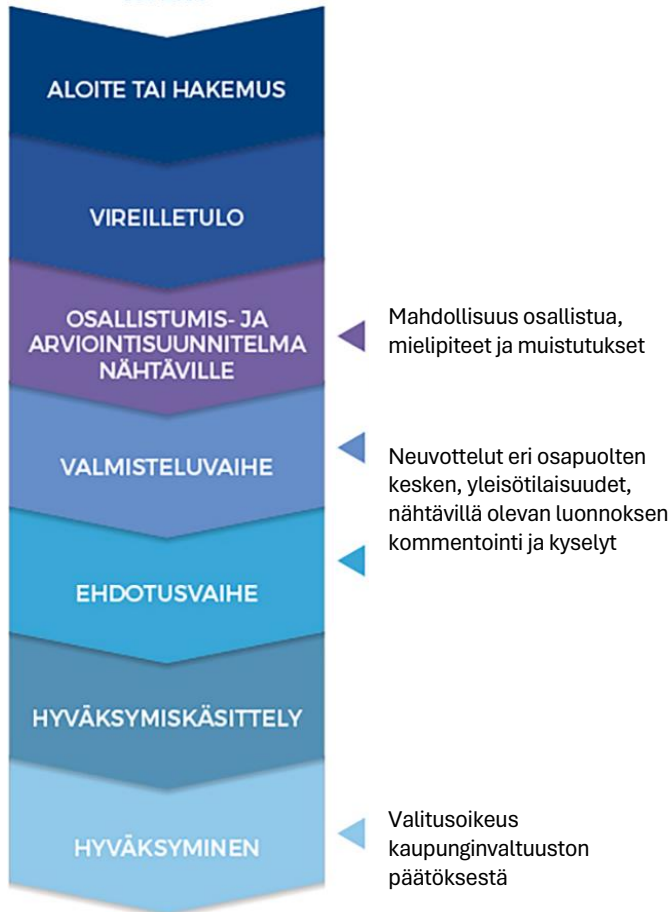 ALOITE TAI HAKEMUS
VIREILLETULO
OSALLISTUMIS- JA
ARVIOINTISUUNNITELMA
NÄHTÄVILLE
Mahdollisuus osallistua,
mielipiteet ja muistutukset
VALMISTELUVAIHE
Neuvottelut eri osapuolten
kesken, yleisötilaisuudet,
nähtävillä olevan luonnoksen
kommentointi ja kyselyt
EHDOTUSVAIHE
HYVÄKSYMISKÄSITTELY
HYVÄKSYMINEN
Valitusoikeus
kaupunginvaltuuston
päätöksestä